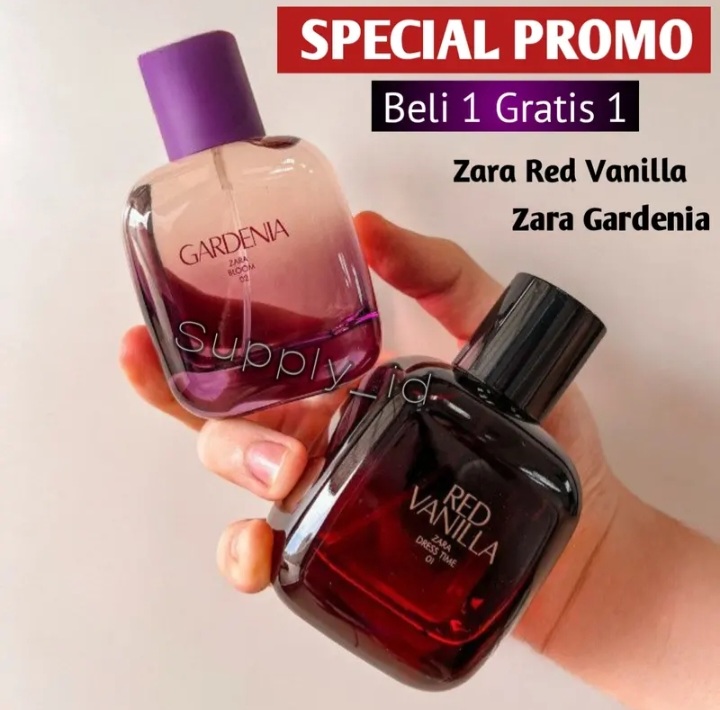 SPECIAL PROMO
Beli 1 Gratis 1
Zara Red Vanilla
Zara Gardenia
GARDENIA
ZARA
BLOOM
02
Supply_id
RED
VANILLA
ZARA
DRESS TIME
01